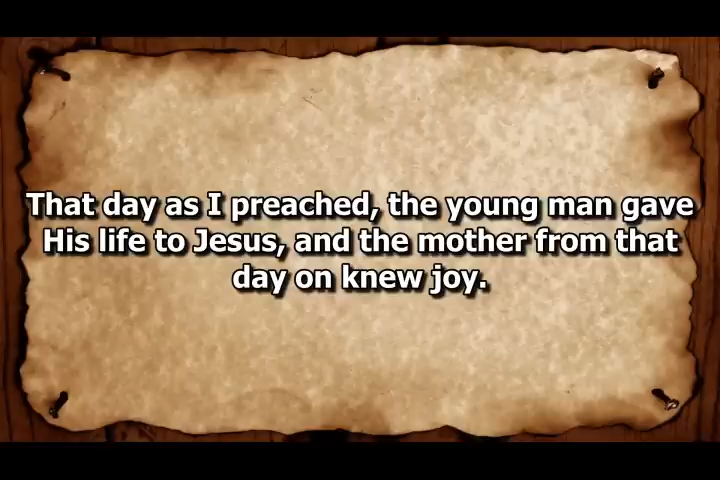 That day as I preached, the young man gave
His life to Jesus, and the mother from that
day on knew joy.